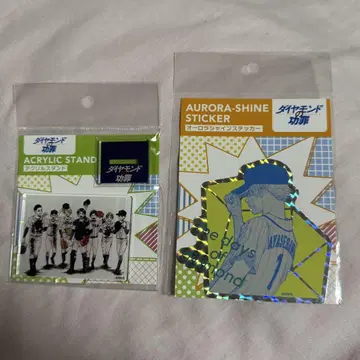 ダイヤモンドの功罪
ACRYLIC STAND
アクリルスタンド
ダイヤモンドの功罪
AURORA-SHINE
STICKER
オーロラシャインステッカー
days
1